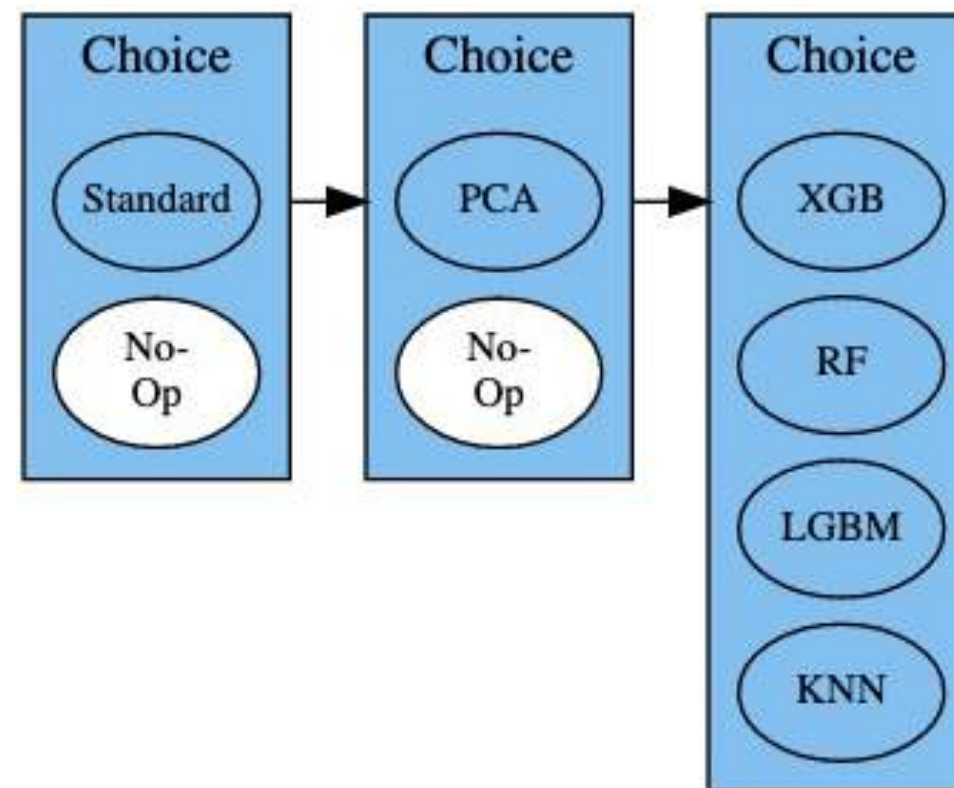 Choice
Standard
No-
Op
Choice
PCA
No-
Op
Choice
XGB
RF
LGBM
KNN